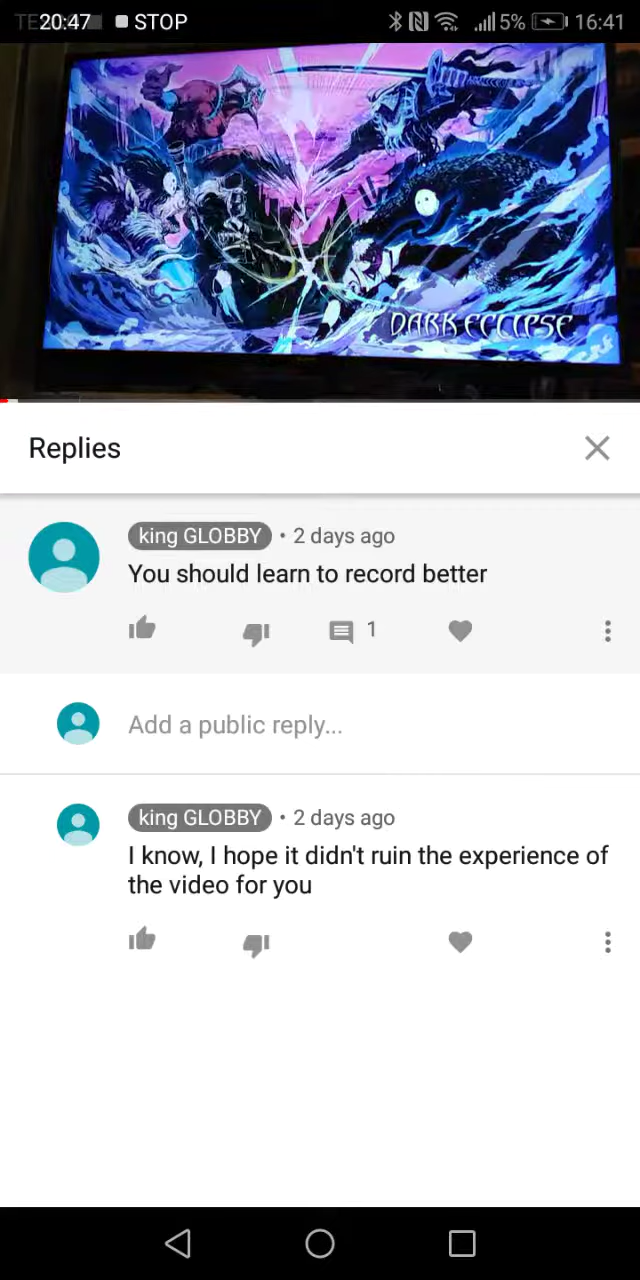 20:47 STOP 5% 16:41
DARK ECLIPSE
Replies
king GLOBBY • 2 days ago
You should learn to record better
1
Add a public reply...
king GLOBBY • 2 days ago
I know, I hope it didn't ruin the experience of
the video for you